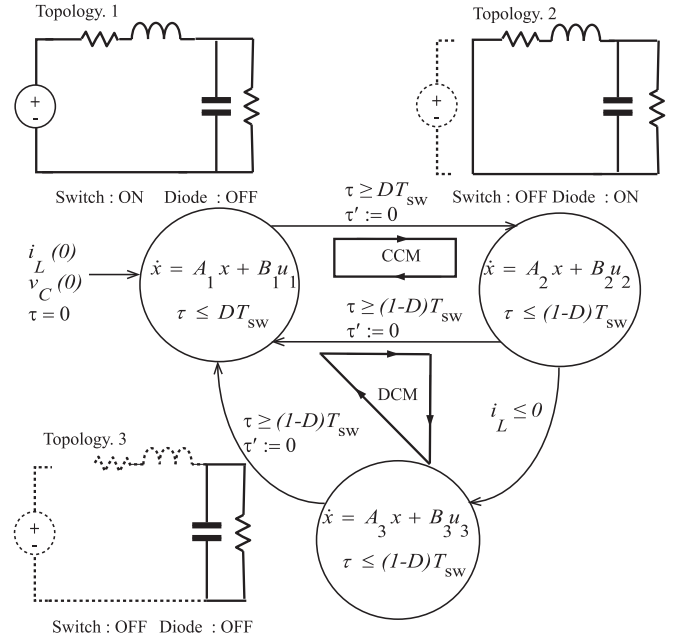 Topology. 1
Topology. 2
+
-
+
-
Switch : ON Diode : OFF
Switch : OFF Diode : ON
τ ≥ DT_sw
τ′ := 0
i_L (0)
v_C (0)
τ = 0
ẋ = A_1 x + B_1 u_1
τ ≤ DT_sw
CCM
ẋ = A_2 x + B_2 u_2
τ ≤ (1-D)T_sw
τ ≥ (1-D)T_sw
τ′ := 0
DCM
i_L ≤ 0
τ ≥ (1-D)T_sw
τ′ := 0
Topology. 3
+
-
ẋ = A_3 x + B_3 u_3
τ ≤ (1-D)T_sw
Switch : OFF Diode : OFF